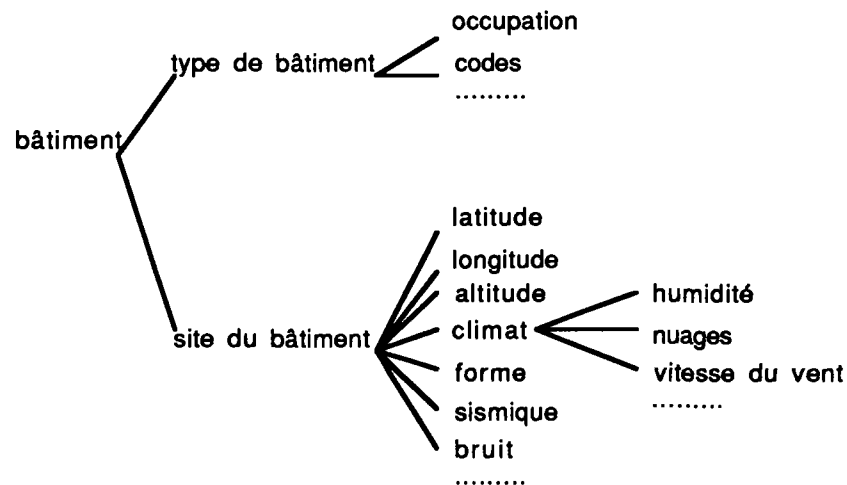 bâtiment
type de bâtiment
occupation
codes
.........
site du bâtiment
latitude
longitude
altitude
climat
humidité
nuages
vitesse du vent
.........
forme
sismique
bruit
.........